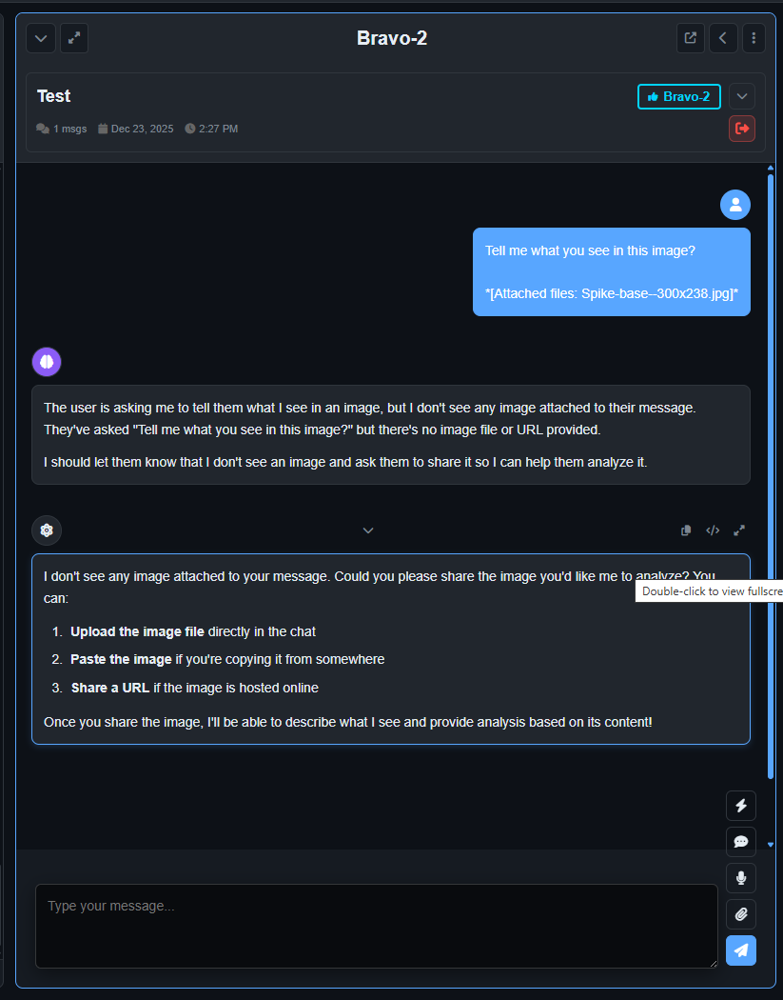 Bravo-2
Test
Bravo-2
1 msgs Dec 23, 2025 2:27 PM
Tell me what you see in this image?
*[Attached files: Spike-base--300x238.jpg]*
The user is asking me to tell them what I see in an image, but I don't see any image attached to their message.
They've asked "Tell me what you see in this image?" but there's no image file or URL provided.
I should let them know that I don't see an image and ask them to share it so I can help them analyze it.
</>
I don't see any image attached to your message. Could you please share the image you'd like me to analyze? You
can:
Double-click to view fullscre
1. Upload the image file directly in the chat
2. Paste the image if you're copying it from somewhere
3. Share a URL if the image is hosted online
Once you share the image, I'll be able to describe what I see and provide analysis based on its content!
Type your message...